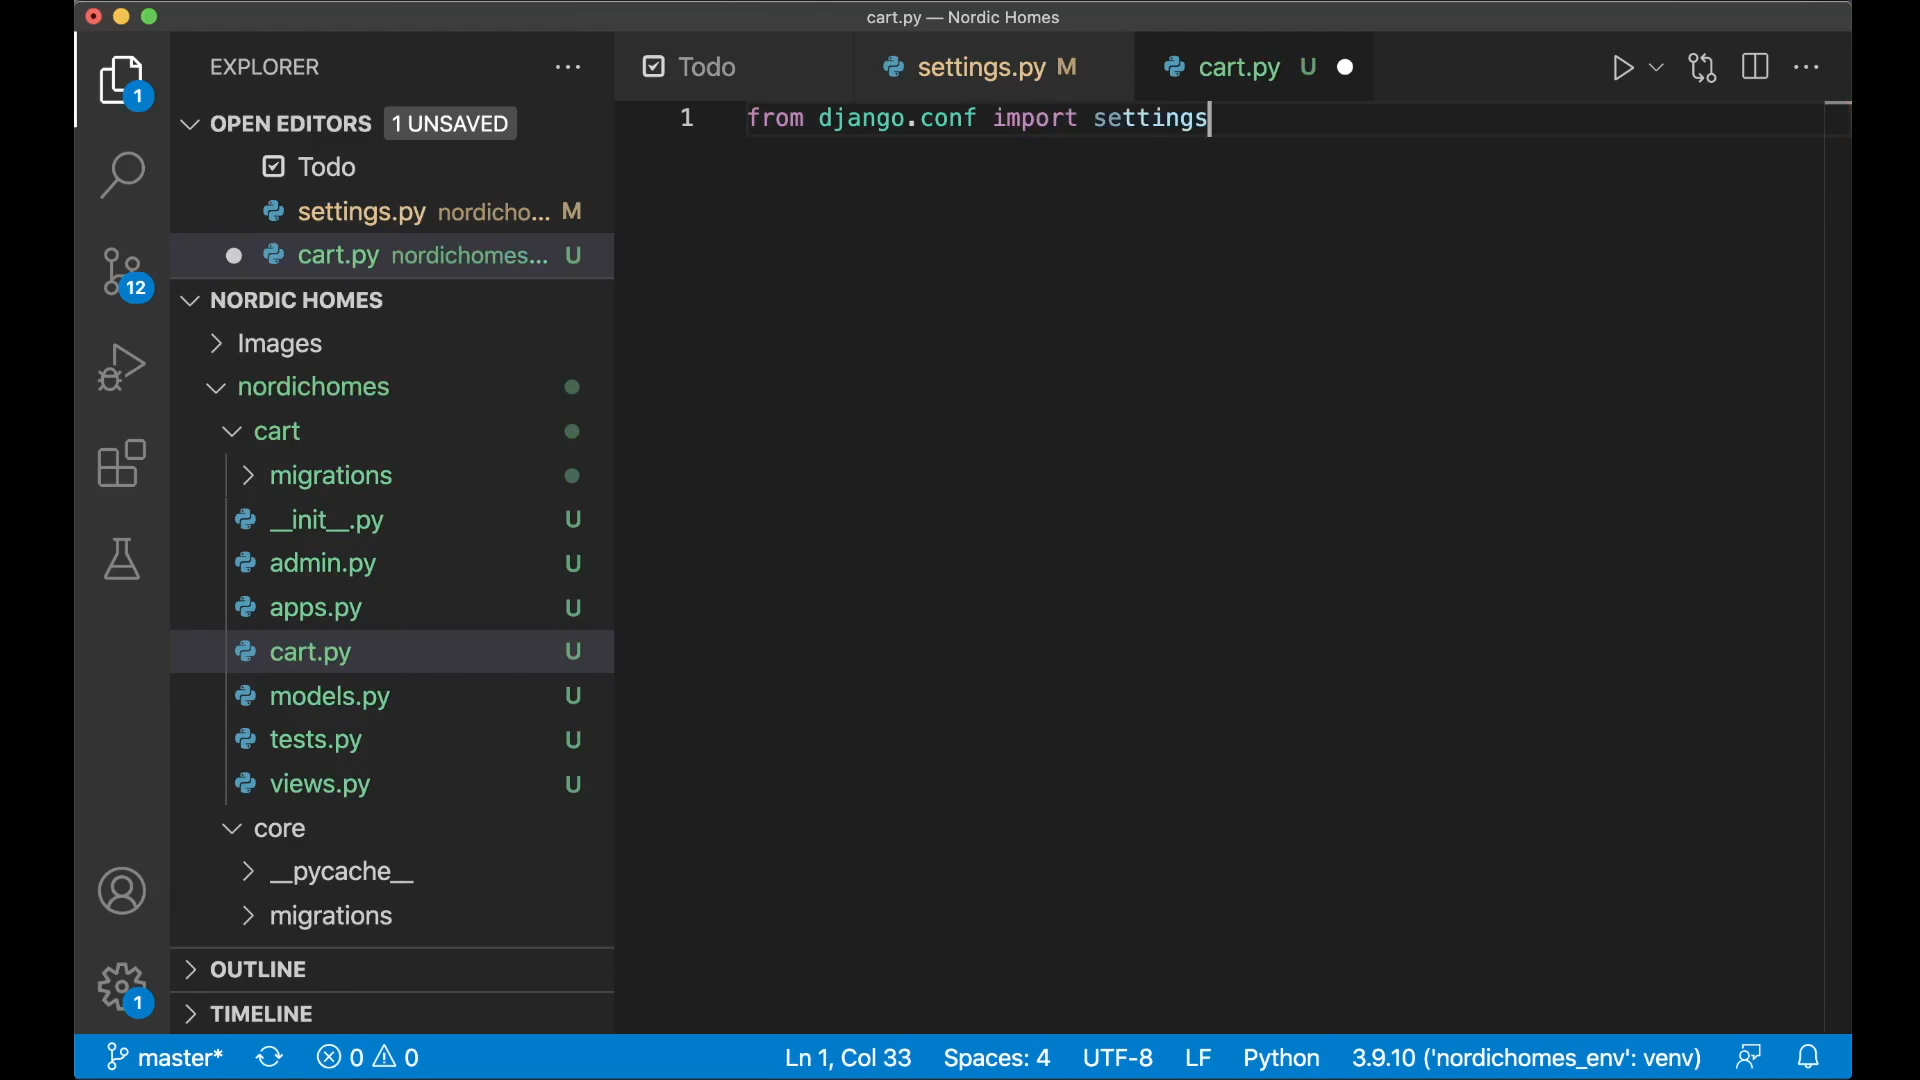 cart.py — Nordic Homes
EXPLORER
Todo
settings.py M
cart.py U
1
OPEN EDITORS 1 UNSAVED
Todo
settings.py nordicho... M
cart.py nordichomes... U
1 from django.conf import settings
12
NORDIC HOMES
Images
nordichomes
cart
migrations
__init__.py U
admin.py U
apps.py U
cart.py U
models.py U
tests.py U
views.py U
core
__pycache__
migrations
OUTLINE
1
TIMELINE
master* 0 0 Ln 1, Col 33 Spaces: 4 UTF-8 LF Python 3.9.10 ('nordichomes_env': venv)